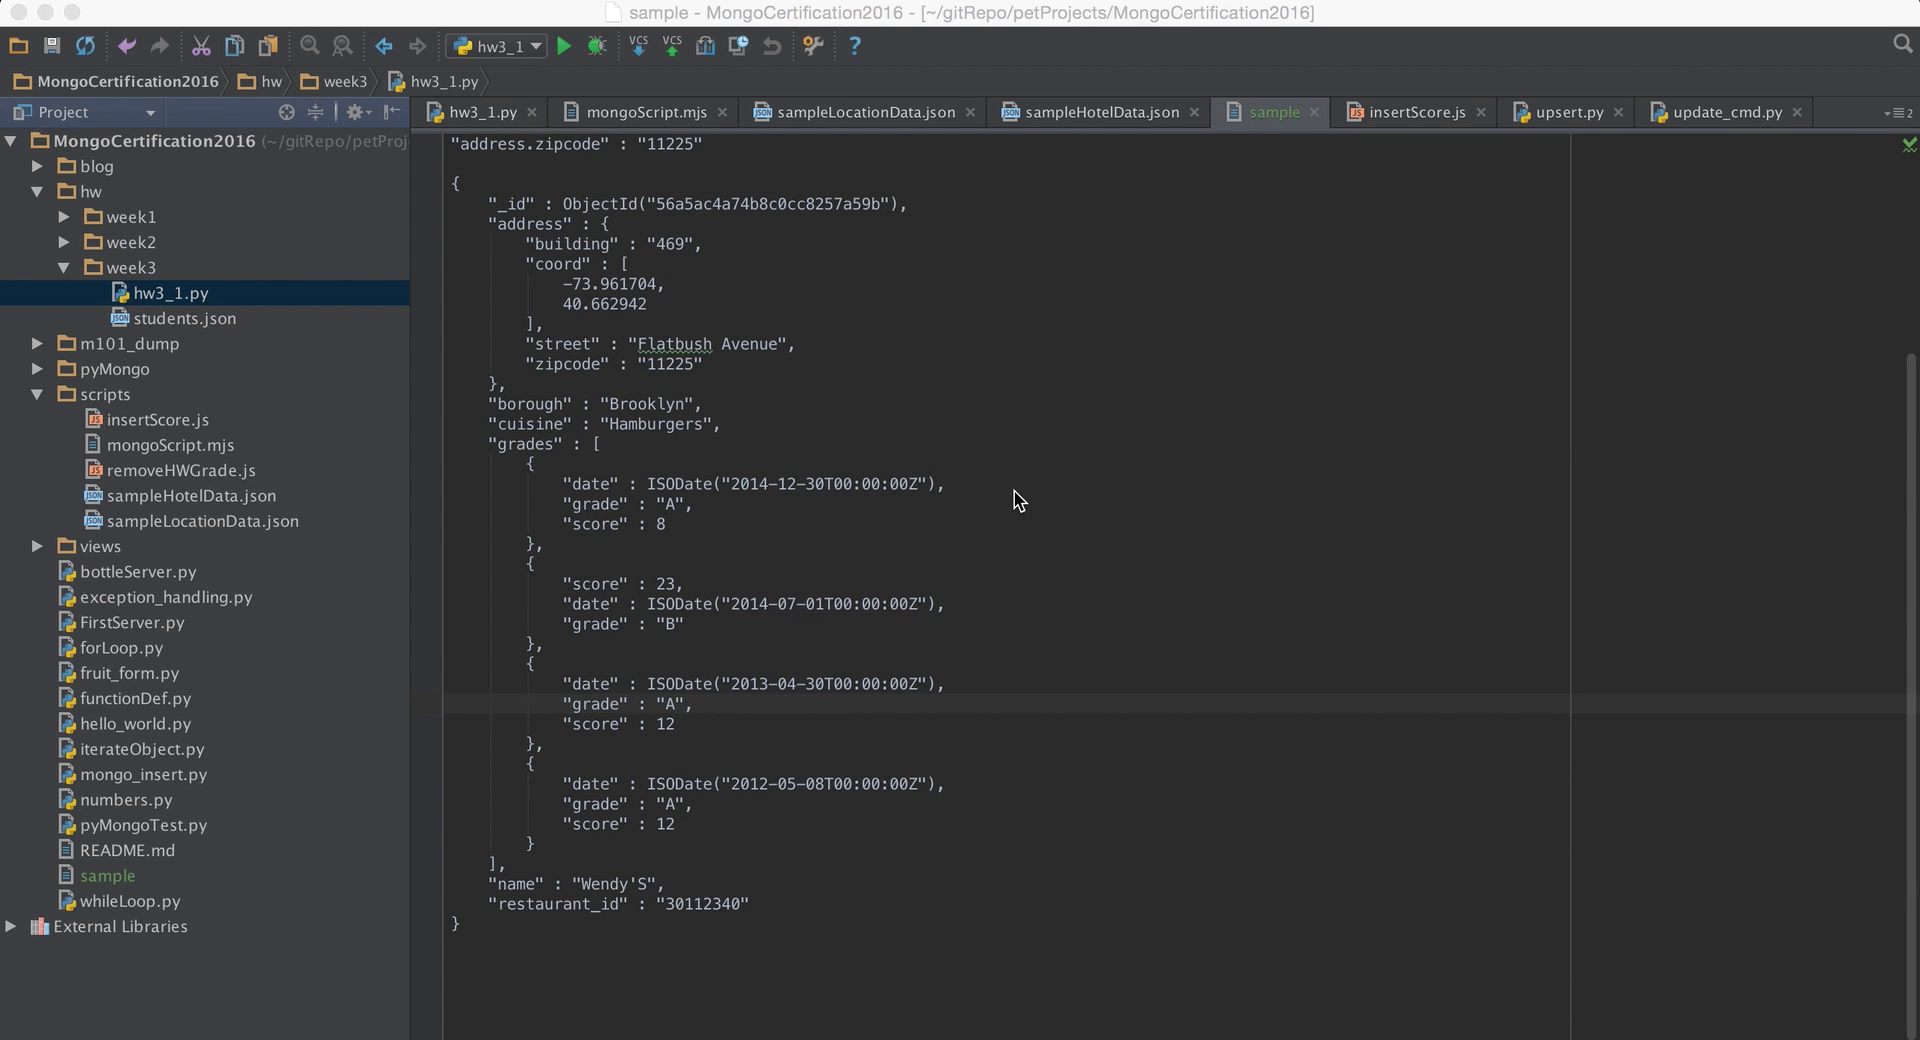 sample - MongoCertification2016 - [~/gitRepo/petProjects/MongoCertification2016]
hw3_1
VCS
VCS
?
MongoCertification2016
hw
week3
hw3_1.py
Project
hw3_1.py
mongoScript.mjs
sampleLocationData.json
sampleHotelData.json
sample
insertScore.js
upsert.py
update_cmd.py
2
MongoCertification2016 (~/gitRepo/petProj
blog
hw
week1
week2
week3
hw3_1.py
students.json
m101_dump
pyMongo
scripts
insertScore.js
mongoScript.mjs
removeHWGrade.js
sampleHotelData.json
sampleLocationData.json
views
bottleServer.py
exception_handling.py
FirstServer.py
forLoop.py
fruit_form.py
functionDef.py
hello_world.py
iterateObject.py
mongo_insert.py
numbers.py
pyMongoTest.py
README.md
sample
whileLoop.py
External Libraries
"address.zipcode" : "11225"
{
"_id" : ObjectId("56a5ac4a74b8c0cc8257a59b"),
"address" : {
"building" : "469",
"coord" : [
-73.961704,
40.662942
],
"street" : "Flatbush Avenue",
"zipcode" : "11225"
},
"borough" : "Brooklyn",
"cuisine" : "Hamburgers",
"grades" : [
{
"date" : ISODate("2014-12-30T00:00:00Z"),
"grade" : "A",
"score" : 8
},
{
"score" : 23,
"date" : ISODate("2014-07-01T00:00:00Z"),
"grade" : "B"
},
{
"date" : ISODate("2013-04-30T00:00:00Z"),
"grade" : "A",
"score" : 12
},
{
"date" : ISODate("2012-05-08T00:00:00Z"),
"grade" : "A",
"score" : 12
}
],
"name" : "Wendy'S",
"restaurant_id" : "30112340"
}